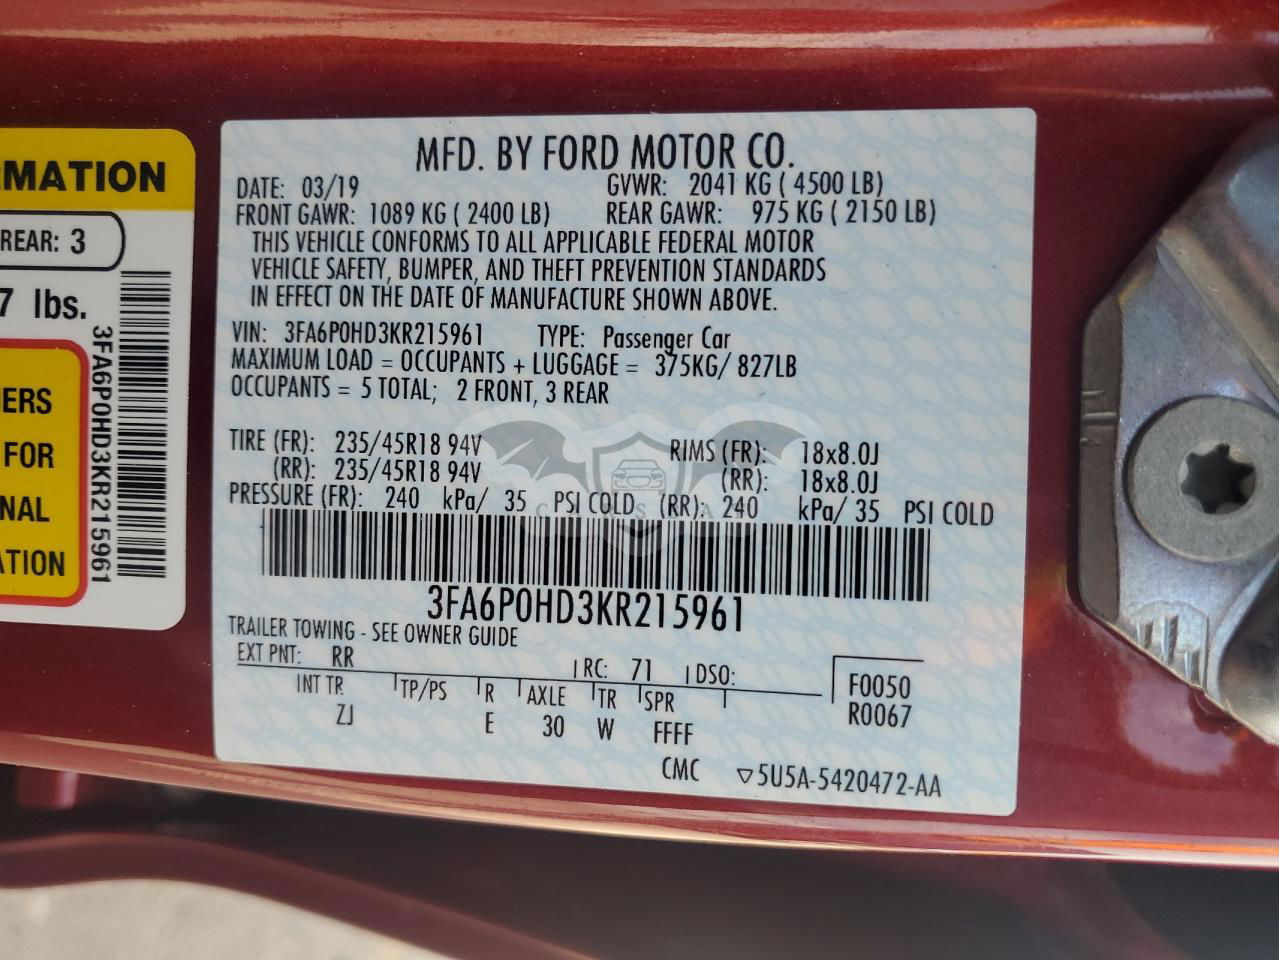 RMATION
REAR: 3
7 lbs.
ERS
FOR
NAL
ATION
3FA6P0HD3KR215961
MFD. BY FORD MOTOR CO.
DATE: 03/19 GVWR: 2041 KG ( 4500 LB)
FRONT GAWR: 1089 KG ( 2400 LB) REAR GAWR: 975 KG ( 2150 LB)
THIS VEHICLE CONFORMS TO ALL APPLICABLE FEDERAL MOTOR
VEHICLE SAFETY, BUMPER, AND THEFT PREVENTION STANDARDS
IN EFFECT ON THE DATE OF MANUFACTURE SHOWN ABOVE.
VIN: 3FA6P0HD3KR215961 TYPE: Passenger Car
MAXIMUM LOAD = OCCUPANTS + LUGGAGE = 375KG/ 827LB
OCCUPANTS = 5 TOTAL; 2 FRONT, 3 REAR
TIRE (FR): 235/45R18 94V RIMS (FR): 18x8.0J
(RR): 235/45R18 94V (RR): 18x8.0J
PRESSURE (FR): 240 kPa/ 35 PSI COLD (RR): 240 kPa/ 35 PSI COLD
3FA6P0HD3KR215961
TRAILER TOWING - SEE OWNER GUIDE
EXT PNT: RR RC: 71 DSO:
INT TR TP/PS R AXLE TR SPR
ZJ E 30 W FFFF
F0050
R0067
CMC ▽5U5A-5420472-AA